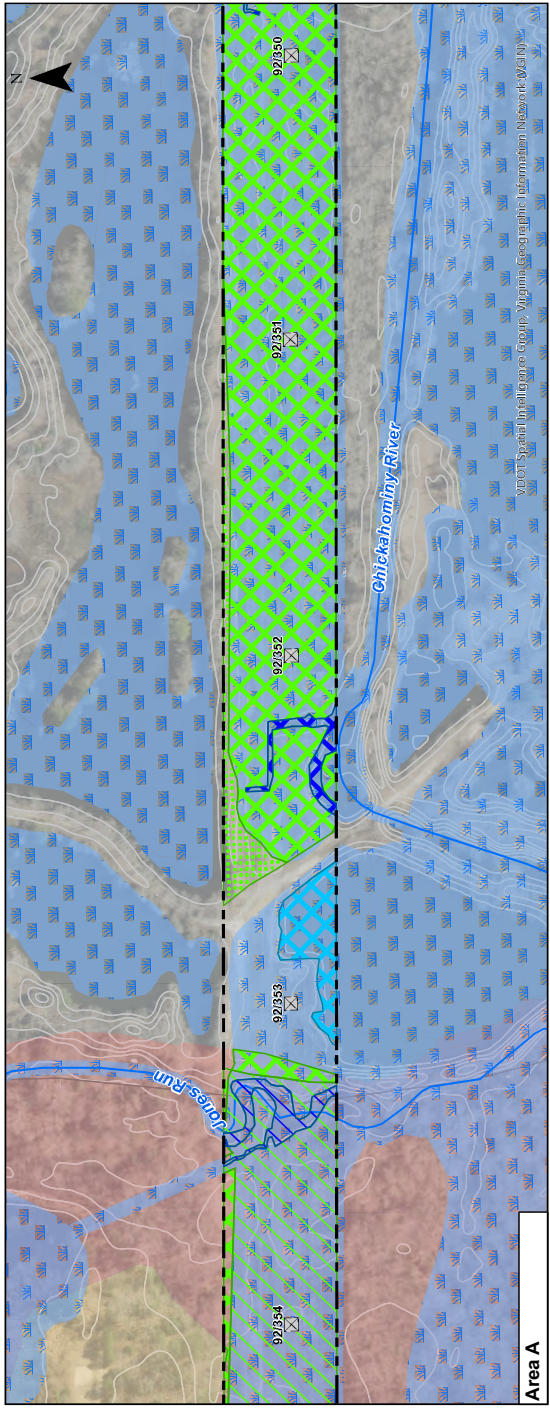 N
92/350
92/351
Chickahominy River
VDOT Spatial Intelligence Group, Virginia Geographic Information Network (VGIN)
92/352
92/353
Jones Run
92/354
Area A